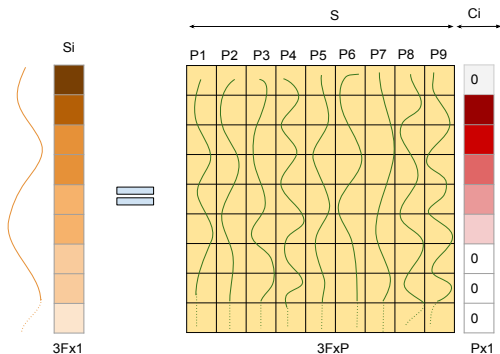 S
Ci
Si
P1 P2 P3 P4 P5 P6 P7 P8 P9
0
0
0
0
3Fx1
3FxP
Px1